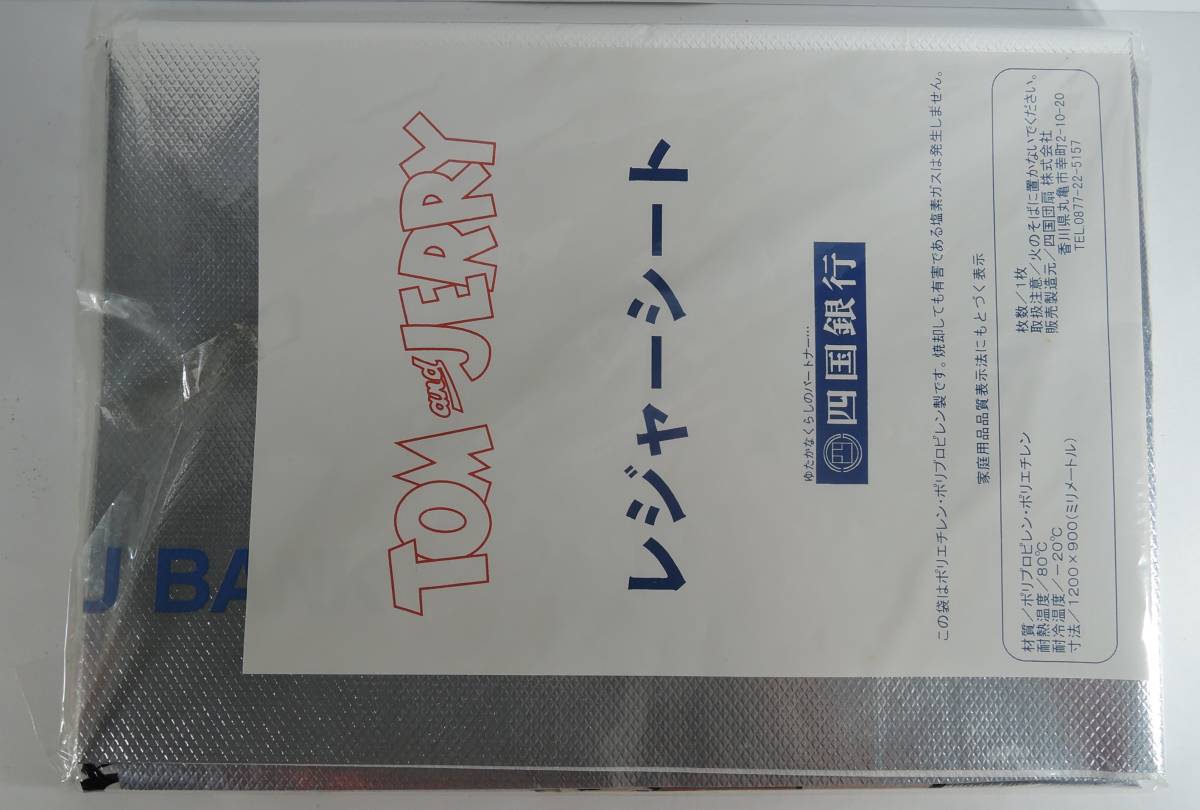 TOM and JERRY
レジャーシート
ゆたかなくらしのパートナー…
四国銀行
この袋はポリエチレン・ポリプロピレン製です。焼却しても有害である塩素ガスは発生しません。
家庭用品品質表示法にもとづく表示
材質／ポリプロピレン・ポリエチレン
耐熱温度／80℃
耐冷温度／－20℃
寸法／1200×900(ミリメートル)
枚数／1枚
取扱注意／火のそばに置かないでください。
販売製造元／四国団扇 株式会社
香川県丸亀市幸町2-10-20
TEL.0877-22-5157
U BA